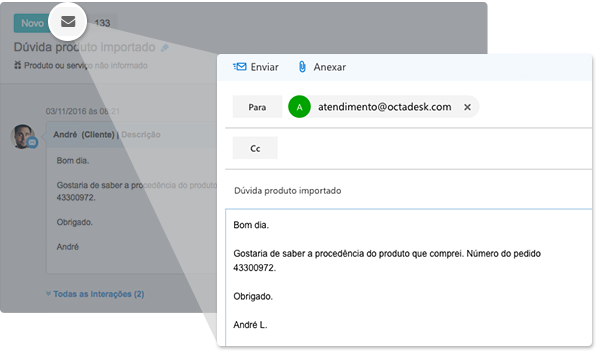 Novo
133
Dúvida produto importado
Produto ou serviço não informado
03/11/2016 às 08:21
André (Cliente) | Descrição
Bom dia.
Gostaria de saber a procedência do produto
43300972.
Obrigado.
André
Todas as Interações (2)
Enviar
Anexar
Para
A
atendimento@octadesk.com
Cc
Dúvida produto importado
Bom dia.
Gostaria de saber a procedência do produto que comprei. Número do pedido
43300972.
Obrigado.
André L.